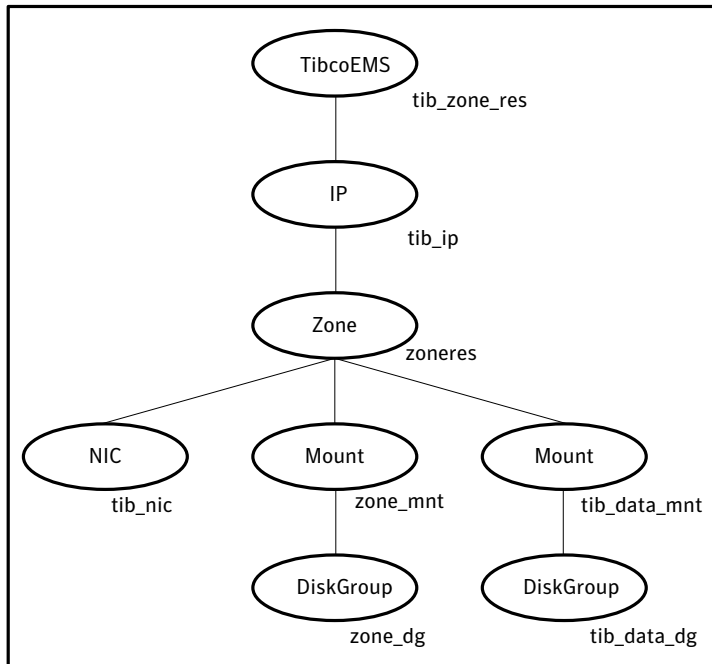 TibcoEMS
tib_zone_res
IP
tib_ip
Zone
zoneres
NIC
Mount
Mount
tib_nic
zone_mnt
tib_data_mnt
DiskGroup
DiskGroup
zone_dg
tib_data_dg